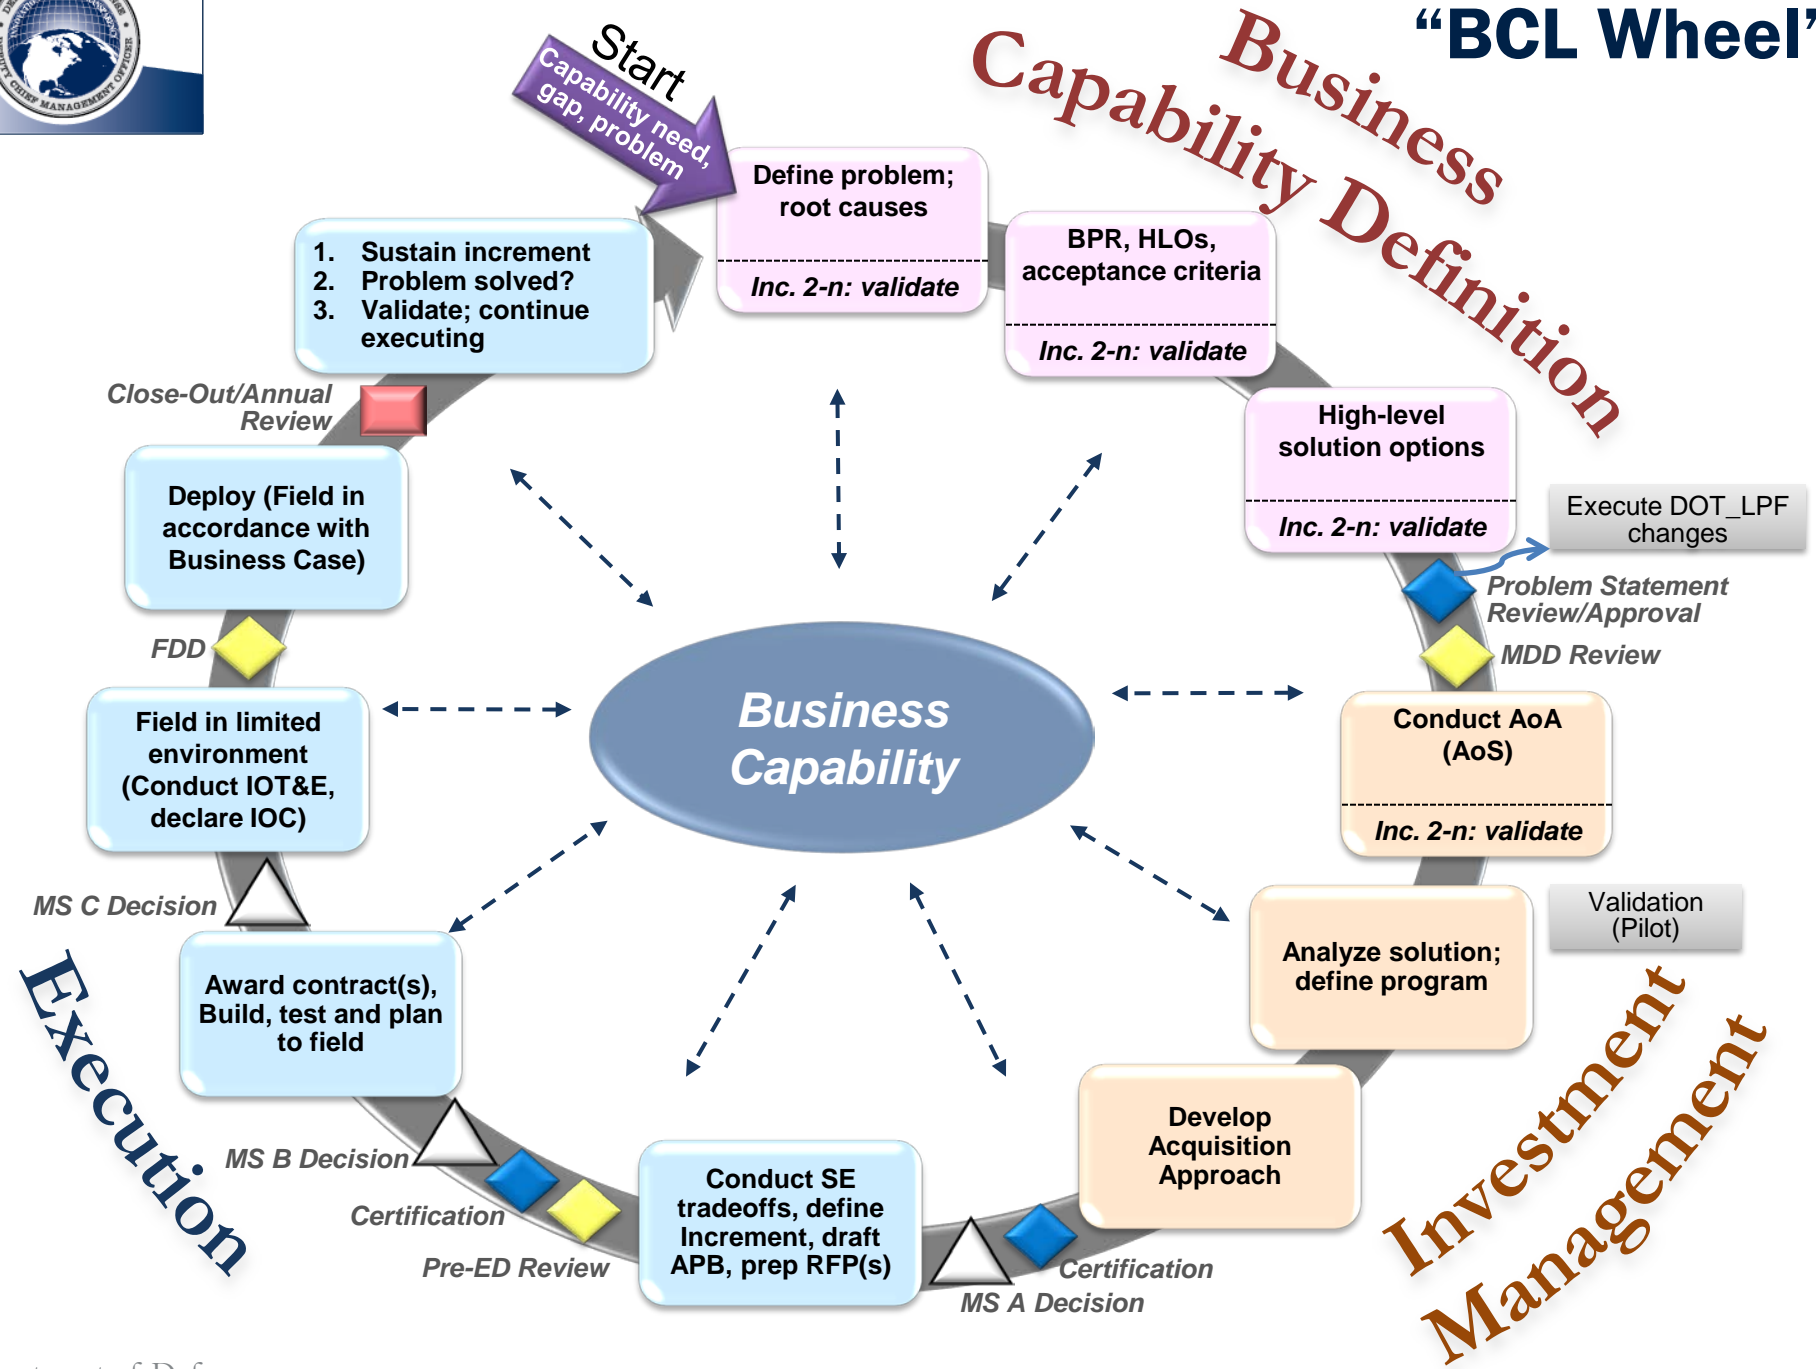 “BCL Wheel”
Start
Capability need,
gap, problem
Business
Capability Definition
Define problem;
root causes
Inc. 2-n: validate
BPR, HLOs,
acceptance criteria
Inc. 2-n: validate
High-level
solution options
Inc. 2-n: validate
Execute DOT_LPF
changes
Problem Statement
Review/Approval
MDD Review
Conduct AoA
(AoS)
Inc. 2-n: validate
Validation
(Pilot)
Analyze solution;
define program
Investment
Management
Develop
Acquisition
Approach
Certification
MS A Decision
Conduct SE
tradeoffs, define
Increment, draft
APB, prep RFP(s)
Pre-ED Review
Certification
MS B Decision
Execution
Award contract(s),
Build, test and plan
to field
MS C Decision
Field in limited
environment
(Conduct IOT&E,
declare IOC)
FDD
Deploy (Field in
accordance with
Business Case)
Close-Out/Annual
Review
1. Sustain increment
2. Problem solved?
3. Validate; continue
executing
Business
Capability
CHIEF MANAGEMENT OFFICER